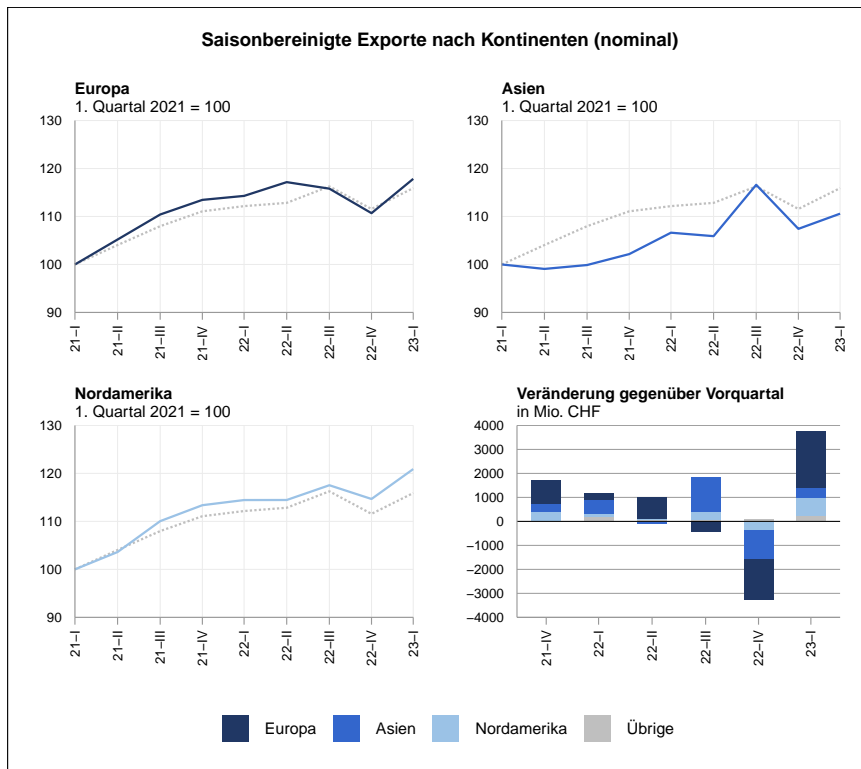 Saisonbereinigte Exporte nach Kontinenten (nominal)
Europa
1. Quartal 2021 = 100
130
120
110
100
90
21–I
21–II
21–III
21–IV
22–I
22–II
22–III
22–IV
23–I
Asien
1. Quartal 2021 = 100
130
120
110
100
90
21–I
21–II
21–III
21–IV
22–I
22–II
22–III
22–IV
23–I
Nordamerika
1. Quartal 2021 = 100
130
120
110
100
90
21–I
21–II
21–III
21–IV
22–I
22–II
22–III
22–IV
23–I
Veränderung gegenüber Vorquartal
in Mio. CHF
4000
3000
2000
1000
0
–1000
–2000
–3000
–4000
21–IV
22–I
22–II
22–III
22–IV
23–I
Europa
Asien
Nordamerika
Übrige